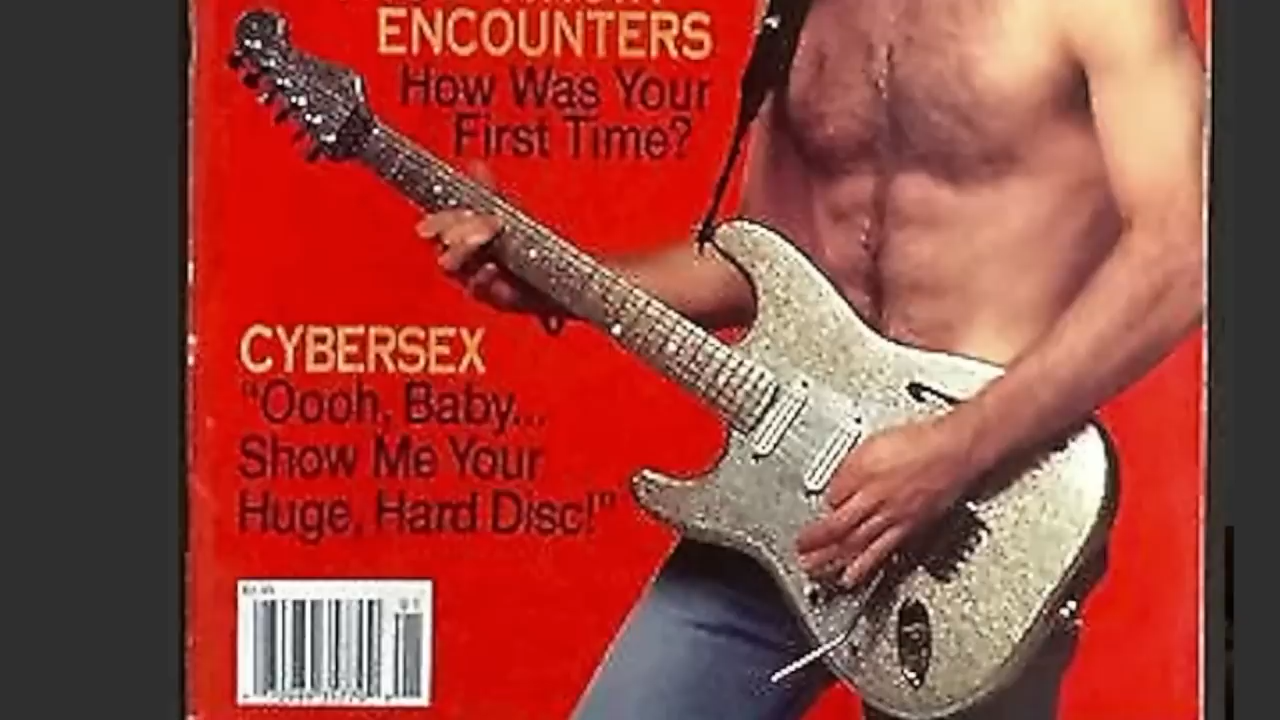 ENCOUNTERS
How Was Your
First Time?
CYBERSEX
"Oooh, Baby...
Show Me Your
Huge, Hard Disc!"